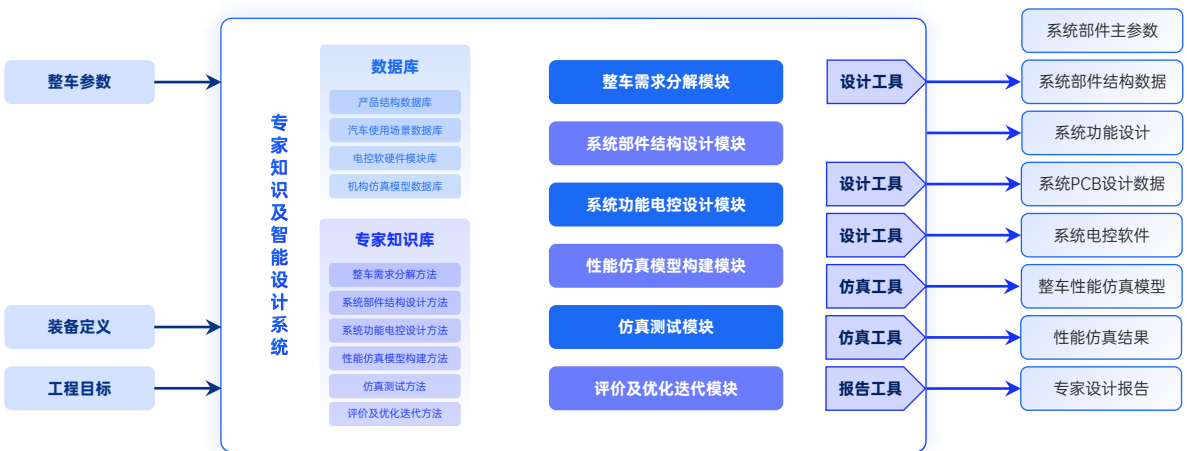 整车参数
装备定义
工程目标
专家知识及智能设计系统
数据库
产品结构数据库
汽车使用场景数据库
电控软硬件模块库
机构仿真模型数据库
专家知识库
整车需求分解方法
系统部件结构设计方法
系统功能电控设计方法
性能仿真模型构建方法
仿真测试方法
评价及优化迭代方法
整车需求分解模块
系统部件结构设计模块
系统功能电控设计模块
性能仿真模型构建模块
仿真测试模块
评价及优化迭代模块
设计工具
设计工具
设计工具
仿真工具
仿真工具
报告工具
系统部件主参数
系统部件结构数据
系统功能设计
系统PCB设计数据
系统电控软件
整车性能仿真模型
性能仿真结果
专家设计报告